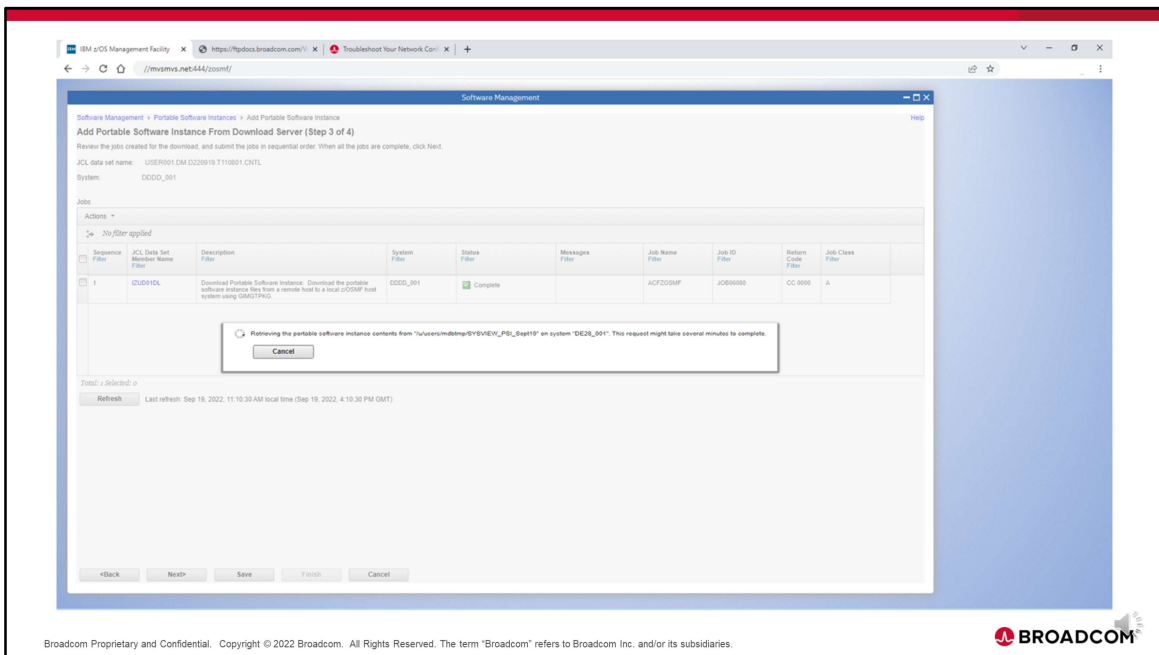 IBM z/OS Management Facility
https://ftpdocs.broadcom.com/
Troubleshoot Your Network Con
//mvsmvs.net:444/zosmf/
Software Management
Software Management > Portable Software Instances > Add Portable Software Instance
Help
Add Portable Software Instance From Download Server (Step 3 of 4)
Review the jobs created for the download, and submit the jobs in sequential order. When all the jobs are complete, click Next.
JCL data set name: USER001.DM.D220919.T110801.CNTL
System: DDDD_001
Jobs
Actions
No filter applied
Sequence Filter
JCL Data Set Member Name Filter
Description Filter
System Filter
Status Filter
Messages Filter
Job Name Filter
Job ID Filter
Return Code Filter
Job Class Filter
1
IZUD01DL
Download Portable Software Instance: Download the portable
software instance files from a remote host to a local z/OSMF host
system using GIMGTPKG
DDDD_001
Complete
ACFZOSMF
JOB00000
CC 0000
A
Retrieving the portable software instance contents from "/u/users/mdbtmp/SYSVIEW_PSI_Sept19" on system "DE28_001". This request might take several minutes to complete.
Cancel
Total: 1 Selected: 0
Refresh Last refresh: Sep 19, 2022, 11:10:30 AM local time (Sep 19, 2022, 4:10:30 PM GMT)
<Back Next> Save Finish Cancel
Broadcom Proprietary and Confidential. Copyright © 2022 Broadcom. All Rights Reserved. The term “Broadcom” refers to Broadcom Inc. and/or its subsidiaries.
BROADCOM